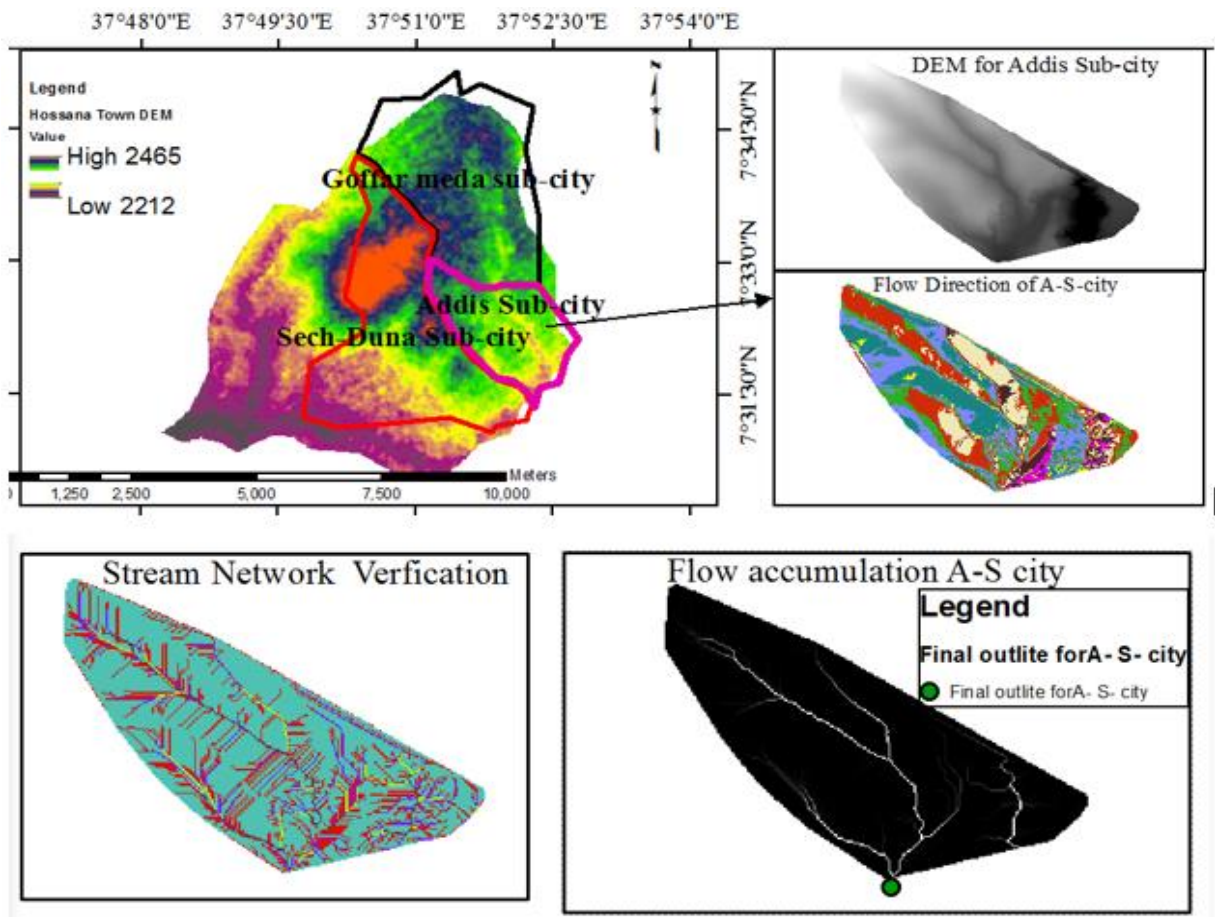 37°48'0"E 37°49'30"E 37°51'0"E 37°52'30"E 37°54'0"E
Legend
Hossana Town DEM
Value
High 2465
Low 2212
N
Goffar meda sub-city
Addis Sub-city
Sech-Duna Sub-city
7°34'30"N
7°33'0"N
7°31'30"N
Meters
0 1,250 2,500 5,000 7,500 10,000
DEM for Addis Sub-city
Flow Direction of A-S-city
Stream Network Verfication
Flow accumulation A-S city
Legend
Final outlite forA- S- city
Final outlite forA- S- city